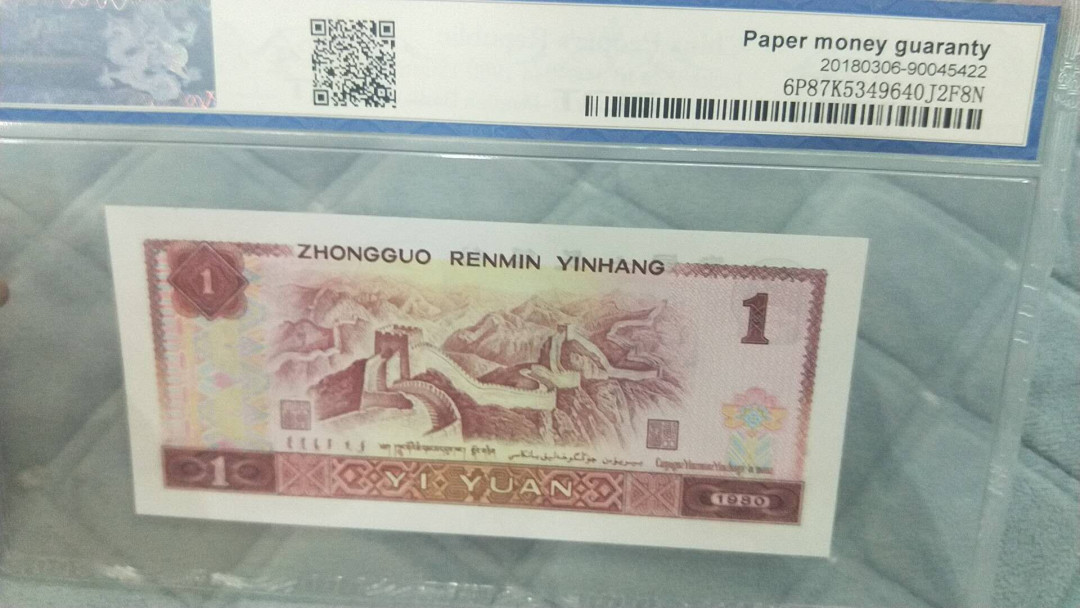 Paper money guaranty
20180306-90045422
6P87K5349640J2F8N
1
ZHONGGUO RENMIN YINHANG
1
1
YI YUAN
1980